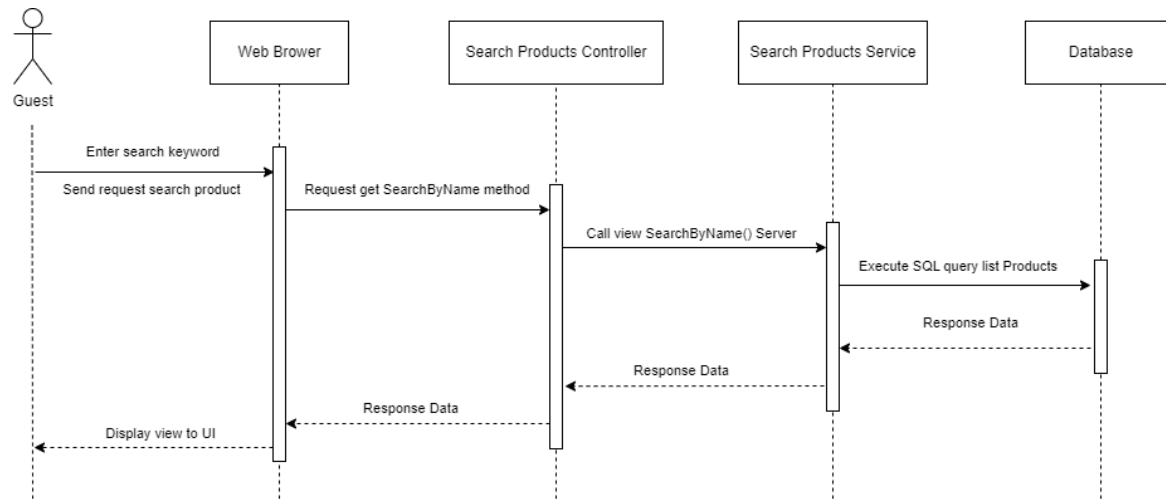 Web Brower
Search Products Controller
Search Products Service
Database
Guest
Enter search keyword
Send request search product
Request get SearchByName method
Call view SearchByName() Server
Execute SQL query list Products
Response Data
Response Data
Response Data
Display view to UI